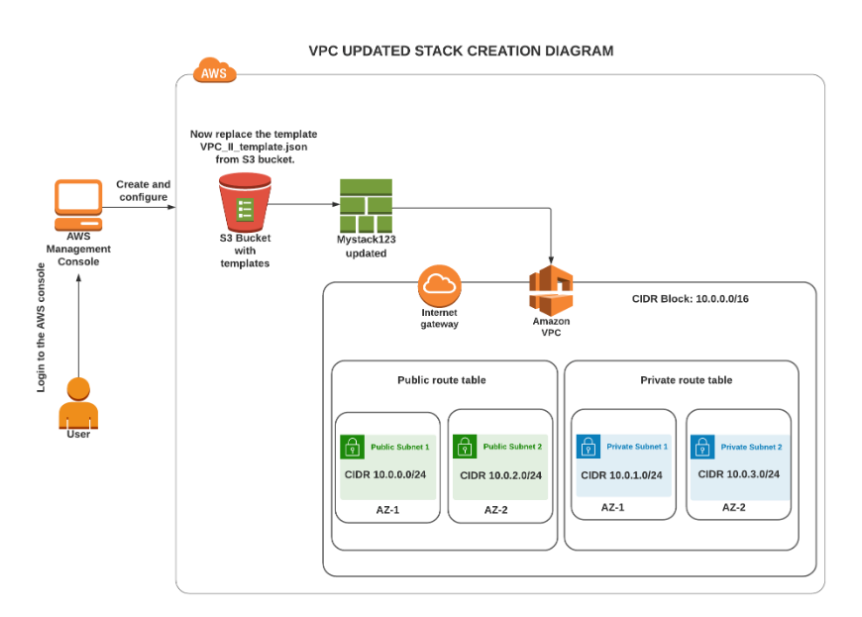 VPC UPDATED STACK CREATION DIAGRAM
AWS
Now replace the template
VPC_II_template.json
from S3 bucket.
Create and
configure
AWS
Management
Console
S3 Bucket
with
templates
Mystack123
updated
Login to the AWS console
User
Internet
gateway
Amazon
VPC
CIDR Block: 10.0.0.0/16
Public route table
Private route table
Public Subnet 1
CIDR 10.0.0.0/24
AZ-1
Public Subnet 2
CIDR 10.0.2.0/24
AZ-2
Private Subnet 1
CIDR 10.0.1.0/24
AZ-1
Private Subnet 2
CIDR 10.0.3.0/24
AZ-2